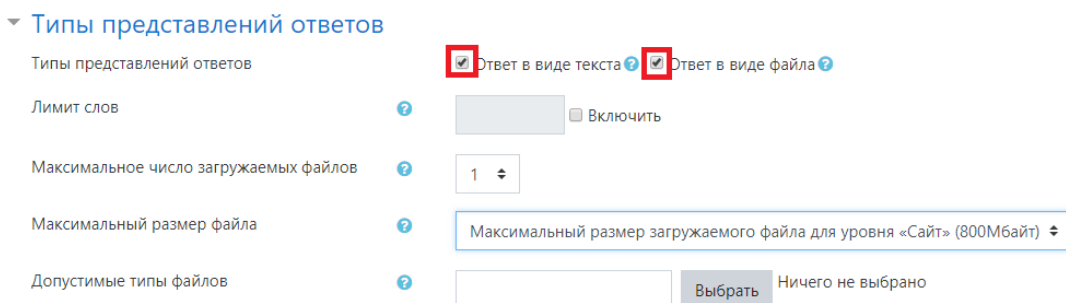 Типы представлений ответов
Типы представлений ответов Ответ в виде текста Ответ в виде файла
Лимит слов Включить
Максимальное число загружаемых файлов 1
Максимальный размер файла Максимальный размер загружаемого файла для уровня «Сайт» (800Мбайт)
Допустимые типы файлов Выбрать Ничего не выбрано